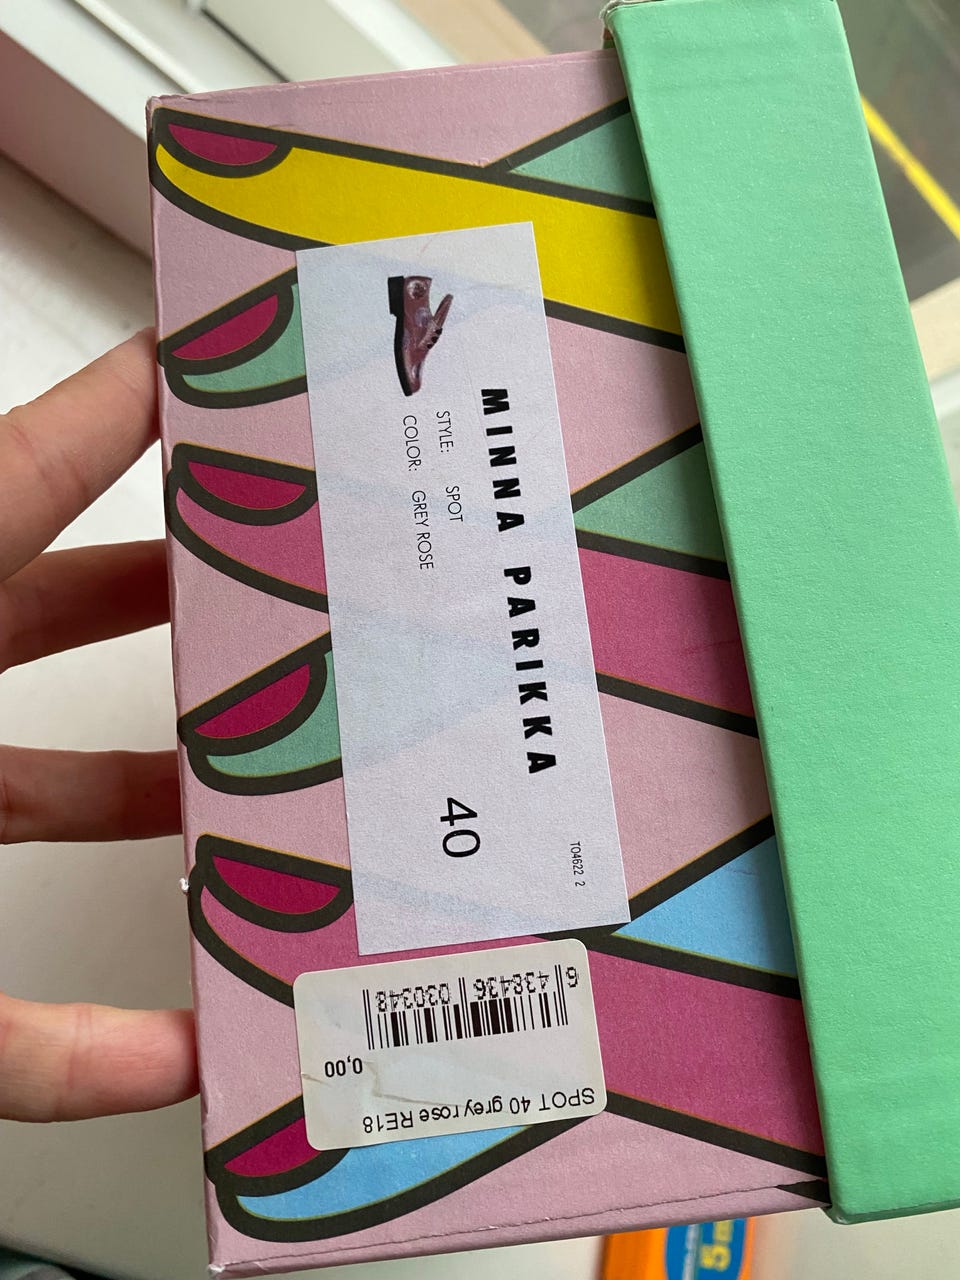 MINNA PARIKKA
STYLE: SPOT
COLOR: GREY ROSE
40
T04622 2
SPOT 40 grey rose RE18
0,00
6 438436 030348
5